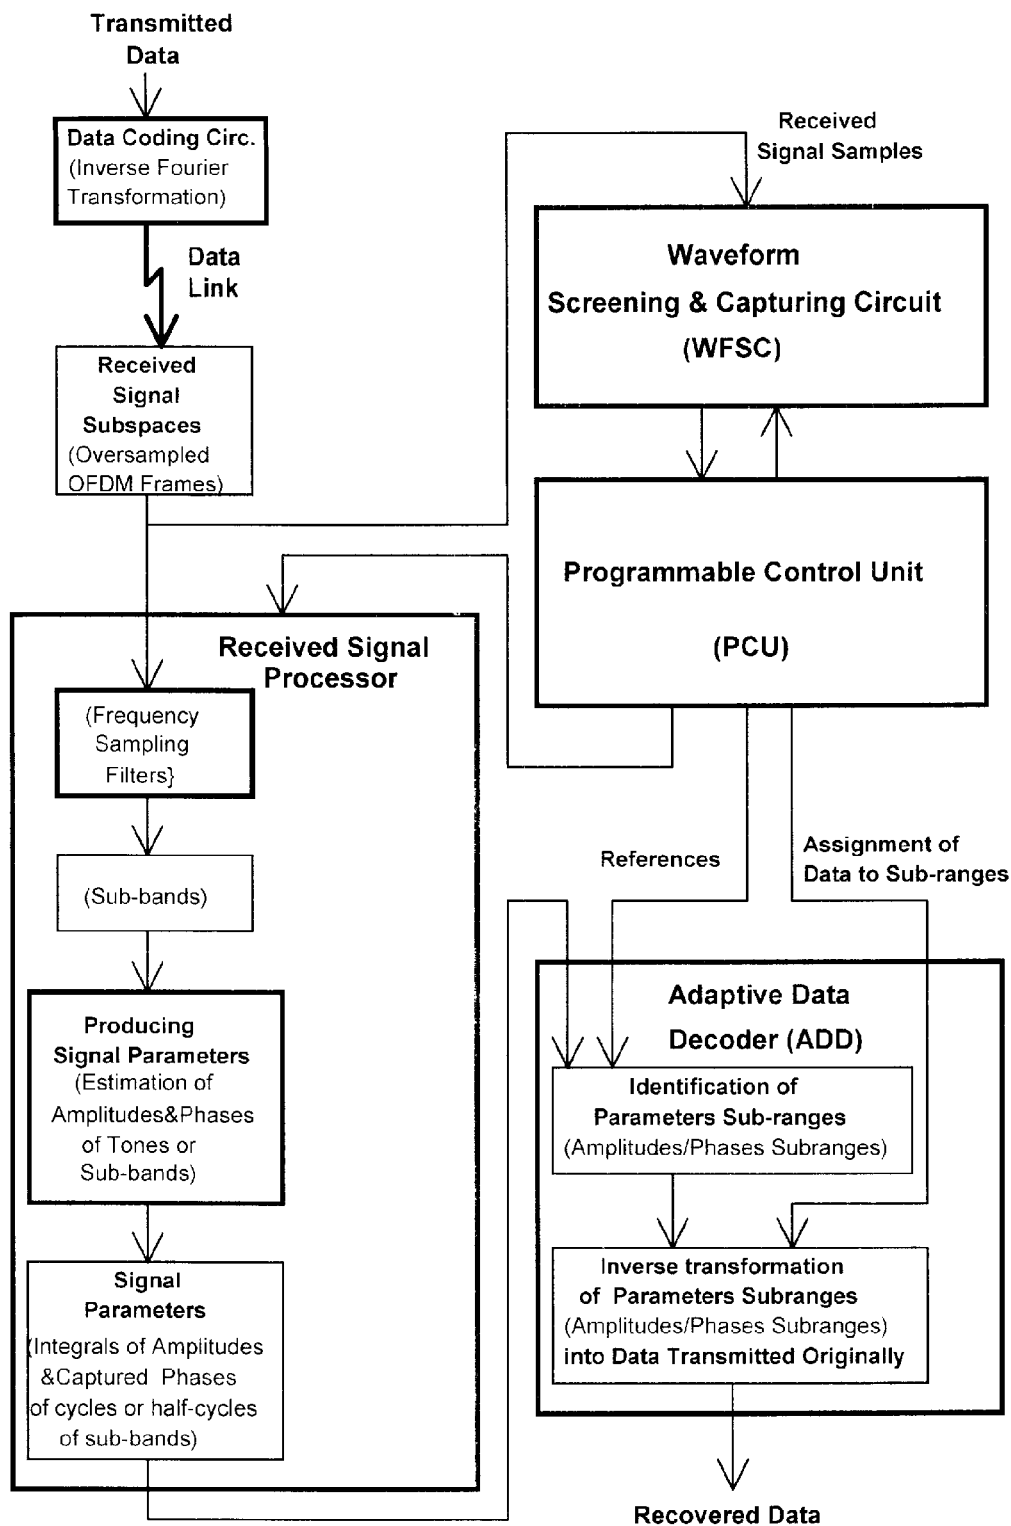 Transmitted
Data
Data Coding Circ.
(Inverse Fourier
Transformation)
Data
Link
Received
Signal
Subspaces
(Oversampled
OFDM Frames)
Received
Signal Samples
Waveform
Screening & Capturing Circuit
(WFSC)
Programmable Control Unit
(PCU)
Received Signal
Processor
(Frequency
Sampling
Filters}
(Sub-bands)
Producing
Signal Parameters
(Estimation of
Amplitudes&Phases
of Tones or
Sub-bands)
Signal
Parameters
(Integrals of Amplitudes
&Captured Phases
of cycles or half-cycles
of sub-bands)
References
Assignment of
Data to Sub-ranges
Adaptive Data
Decoder (ADD)
Identification of
Parameters Sub-ranges
(Amplitudes/Phases Subranges)
Inverse transformation
of Parameters Subranges
(Amplitudes/Phases Subranges)
into Data Transmitted Originally
Recovered Data